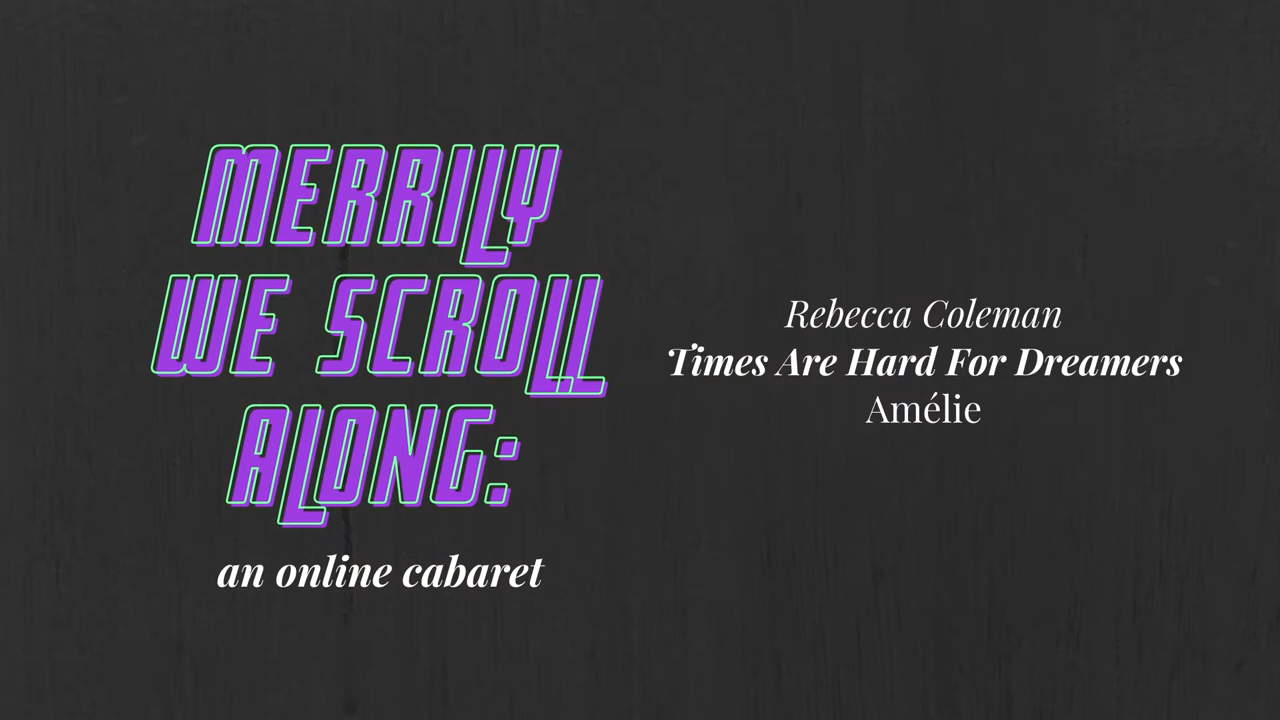 MERRILY
WE SCROLL
ALONG:
an online cabaret
Rebecca Coleman
Times Are Hard For Dreamers
Amélie